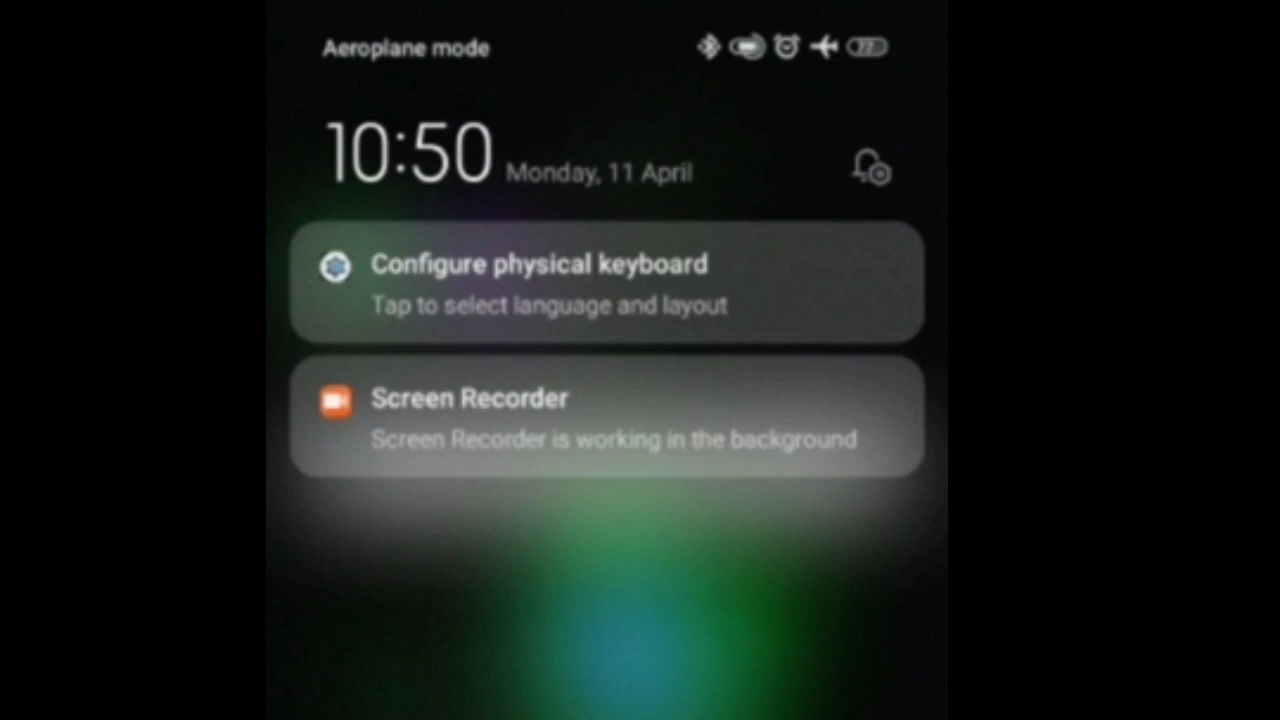 Aeroplane mode
77
10:50 Monday, 11 April
Configure physical keyboard
Tap to select language and layout
Screen Recorder
Screen Recorder is working in the background